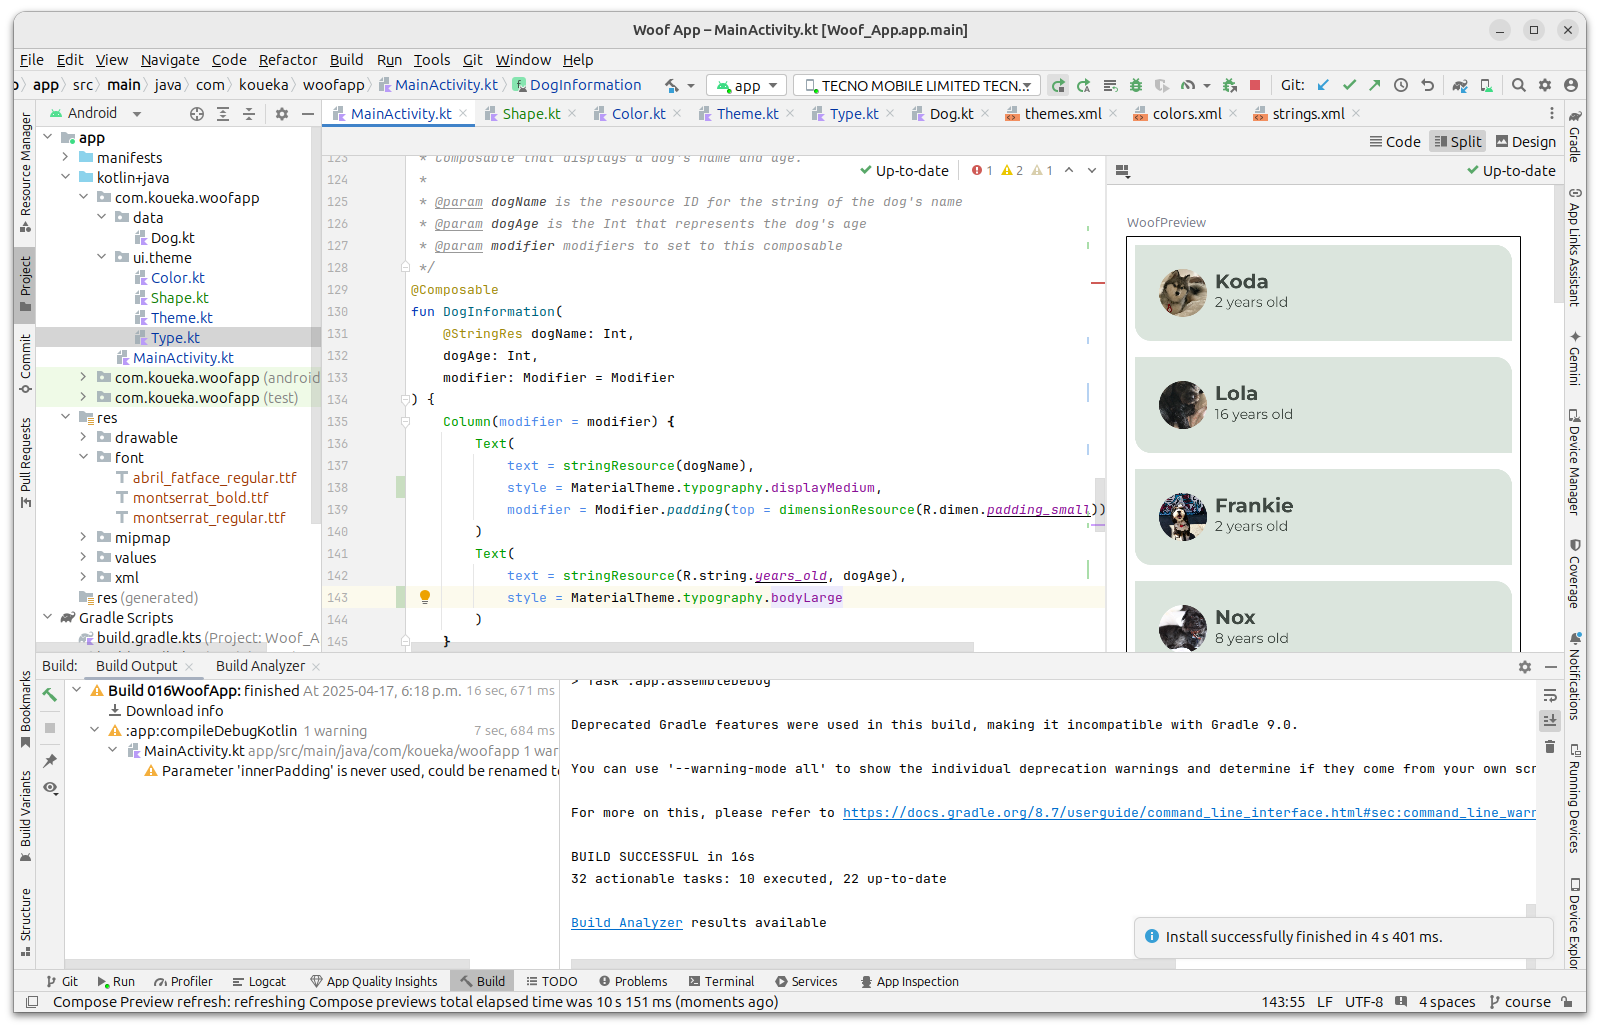 Woof App – MainActivity.kt [Woof_App.app.main]
File Edit View Navigate Code Refactor Build Run Tools Git Window Help
app src main java com koueka woofapp MainActivity.kt DogInformation app TECNO MOBILE LIMITED TECN... Git:
Android
MainActivity.kt Shape.kt Color.kt Theme.kt Type.kt Dog.kt themes.xml colors.xml strings.xml
Code Split Design
Resource Manager
Project
Commit
Pull Requests
Bookmarks
Build Variants
Structure
app
manifests
kotlin+java
com.koueka.woofapp
data
Dog.kt
ui.theme
Color.kt
Shape.kt
Theme.kt
Type.kt
MainActivity.kt
com.koueka.woofapp (android
com.koueka.woofapp (test)
res
drawable
font
abril_fatface_regular.ttf
montserrat_bold.ttf
montserrat_regular.ttf
mipmap
values
xml
res (generated)
Gradle Scripts
build.gradle.kts (Project: Woof_A
Up-to-date 1 2 1
123 * Composable that displays a dog's name and age.
124 *
125 * @param dogName is the resource ID for the string of the dog's name
126 * @param dogAge is the Int that represents the dog's age
127 * @param modifier modifiers to set to this composable
128 */
129 @Composable
130 fun DogInformation(
131 @StringRes dogName: Int,
132 dogAge: Int,
133 modifier: Modifier = Modifier
134 ) {
135 Column(modifier = modifier) {
136 Text(
137 text = stringResource(dogName),
138 style = MaterialTheme.typography.displayMedium,
139 modifier = Modifier.padding(top = dimensionResource(R.dimen.padding_small))
140 )
141 Text(
142 text = stringResource(R.string.years_old, dogAge),
143 style = MaterialTheme.typography.bodyLarge
144 )
145 }
Up-to-date
WoofPreview
Koda
2 years old
Lola
16 years old
Frankie
2 years old
Nox
8 years old
Gradle
App Links Assistant
Gemini
Device Manager
Coverage
Notifications
Running Devices
Device Explor
Build: Build Output Build Analyzer
Build 016WoofApp: finished At 2025-04-17, 6:18 p.m. 16 sec, 671 ms
Download info
:app:compileDebugKotlin 1 warning 7 sec, 684 ms
MainActivity.kt app/src/main/java/com/koueka/woofapp 1 war
Parameter 'innerPadding' is never used, could be renamed to
> Task :app:assembleDebug
Deprecated Gradle features were used in this build, making it incompatible with Gradle 9.0.
You can use '--warning-mode all' to show the individual deprecation warnings and determine if they come from your own scr
For more on this, please refer to https://docs.gradle.org/8.7/userguide/command_line_interface.html#sec:command_line_warn
BUILD SUCCESSFUL in 16s
32 actionable tasks: 10 executed, 22 up-to-date
Build Analyzer results available
Install successfully finished in 4 s 401 ms.
Git Run Profiler Logcat App Quality Insights Build TODO Problems Terminal Services App Inspection
Compose Preview refresh: refreshing Compose previews total elapsed time was 10 s 151 ms (moments ago) 143:55 LF UTF-8 4 spaces course